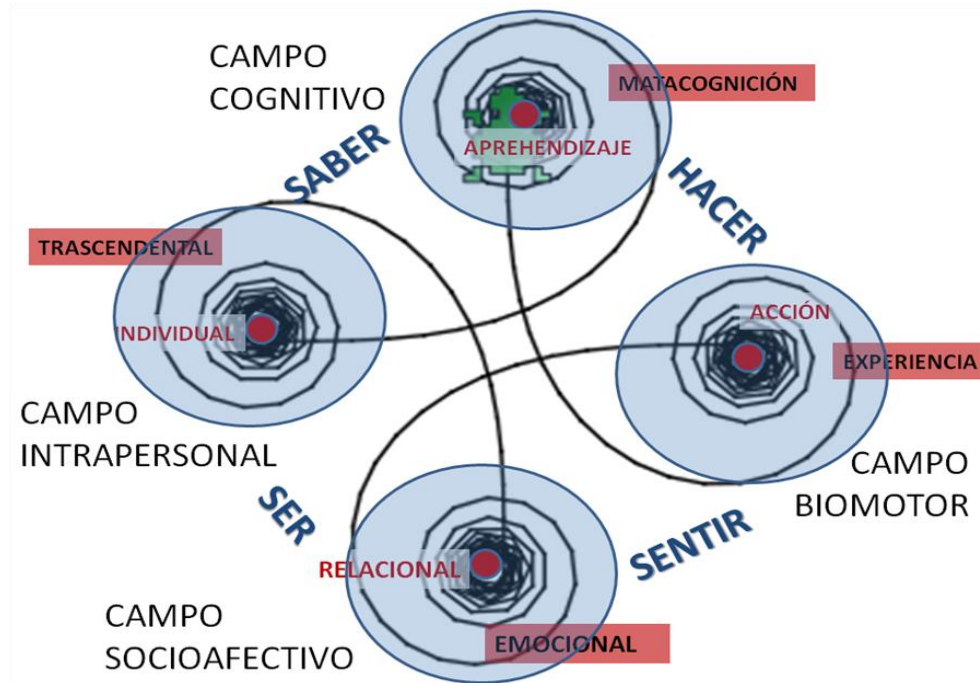 CAMPO
COGNITIVO
MATACOGNICIÓN
APREHENDIZAJE
SABER
HACER
TRASCENDENTAL
INDIVIDUAL
CAMPO
INTRAPERSONAL
ACCIÓN
EXPERIENCIA
CAMPO
BIOMOTOR
SER
SENTIR
RELACIONAL
EMOCIONAL
CAMPO
SOCIOAFECTIVO